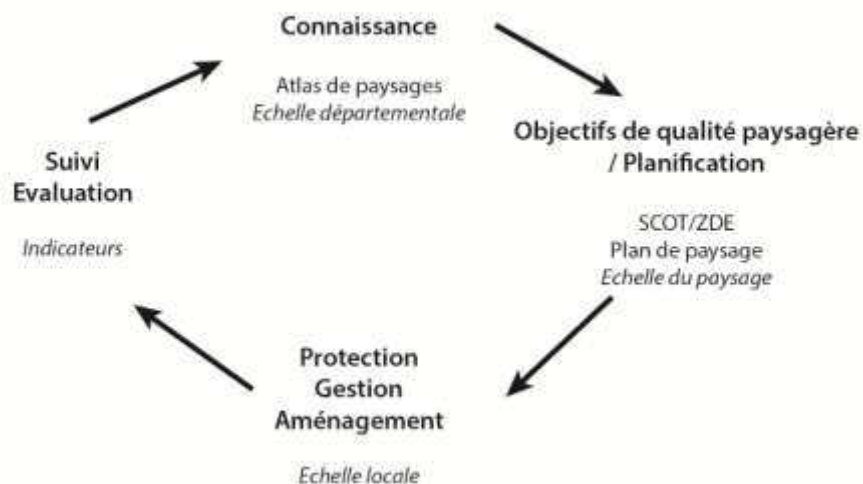 Connaissance
Atlas de paysages
Echelle départementale
Objectifs de qualité paysagère
/ Planification
SCOT/ZDE
Plan de paysage
Echelle du paysage
Protection
Gestion
Aménagement
Echelle locale
Suivi
Evaluation
Indicateurs